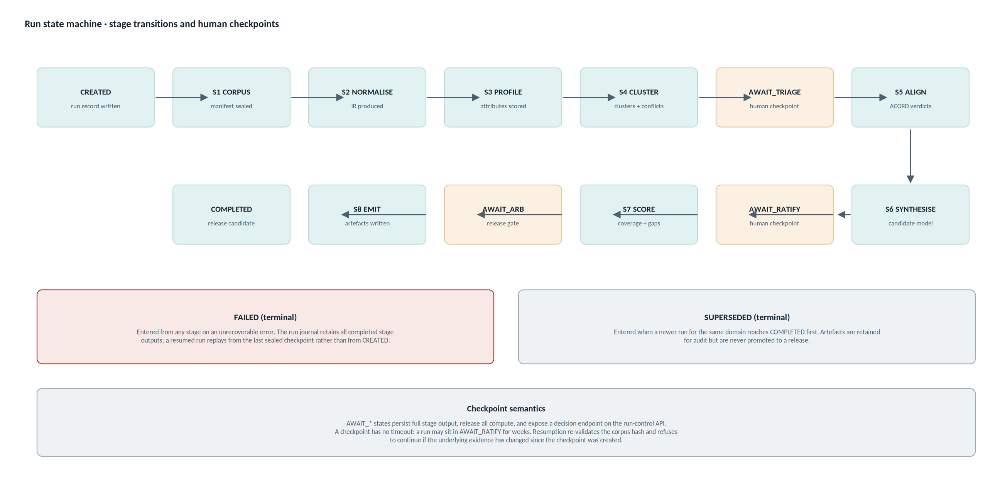 Run state machine · stage transitions and human checkpoints
CREATED
run record written
S1 CORPUS
manifest sealed
S2 NORMALISE
IR produced
S3 PROFILE
attributes scored
S4 CLUSTER
clusters + conflicts
AWAIT_TRIAGE
human checkpoint
S5 ALIGN
ACORD verdicts
COMPLETED
release candidate
S8 EMIT
artefacts written
AWAIT_ARB
release gate
S7 SCORE
coverage + gaps
AWAIT_RATIFY
human checkpoint
S6 SYNTHESISE
candidate model
FAILED (terminal)
Entered from any stage on an unrecoverable error. The run journal retains all completed stage
outputs; a resumed run replays from the last sealed checkpoint rather than from CREATED.
SUPERSEDED (terminal)
Entered when a newer run for the same domain reaches COMPLETED first. Artefacts are retained
for audit but are never promoted to a release.
Checkpoint semantics
AWAIT_* states persist full stage output, release all compute, and expose a decision endpoint on the run-control API.
A checkpoint has no timeout: a run may sit in AWAIT_RATIFY for weeks. Resumption re-validates the corpus hash and refuses
to continue if the underlying evidence has changed since the checkpoint was created.